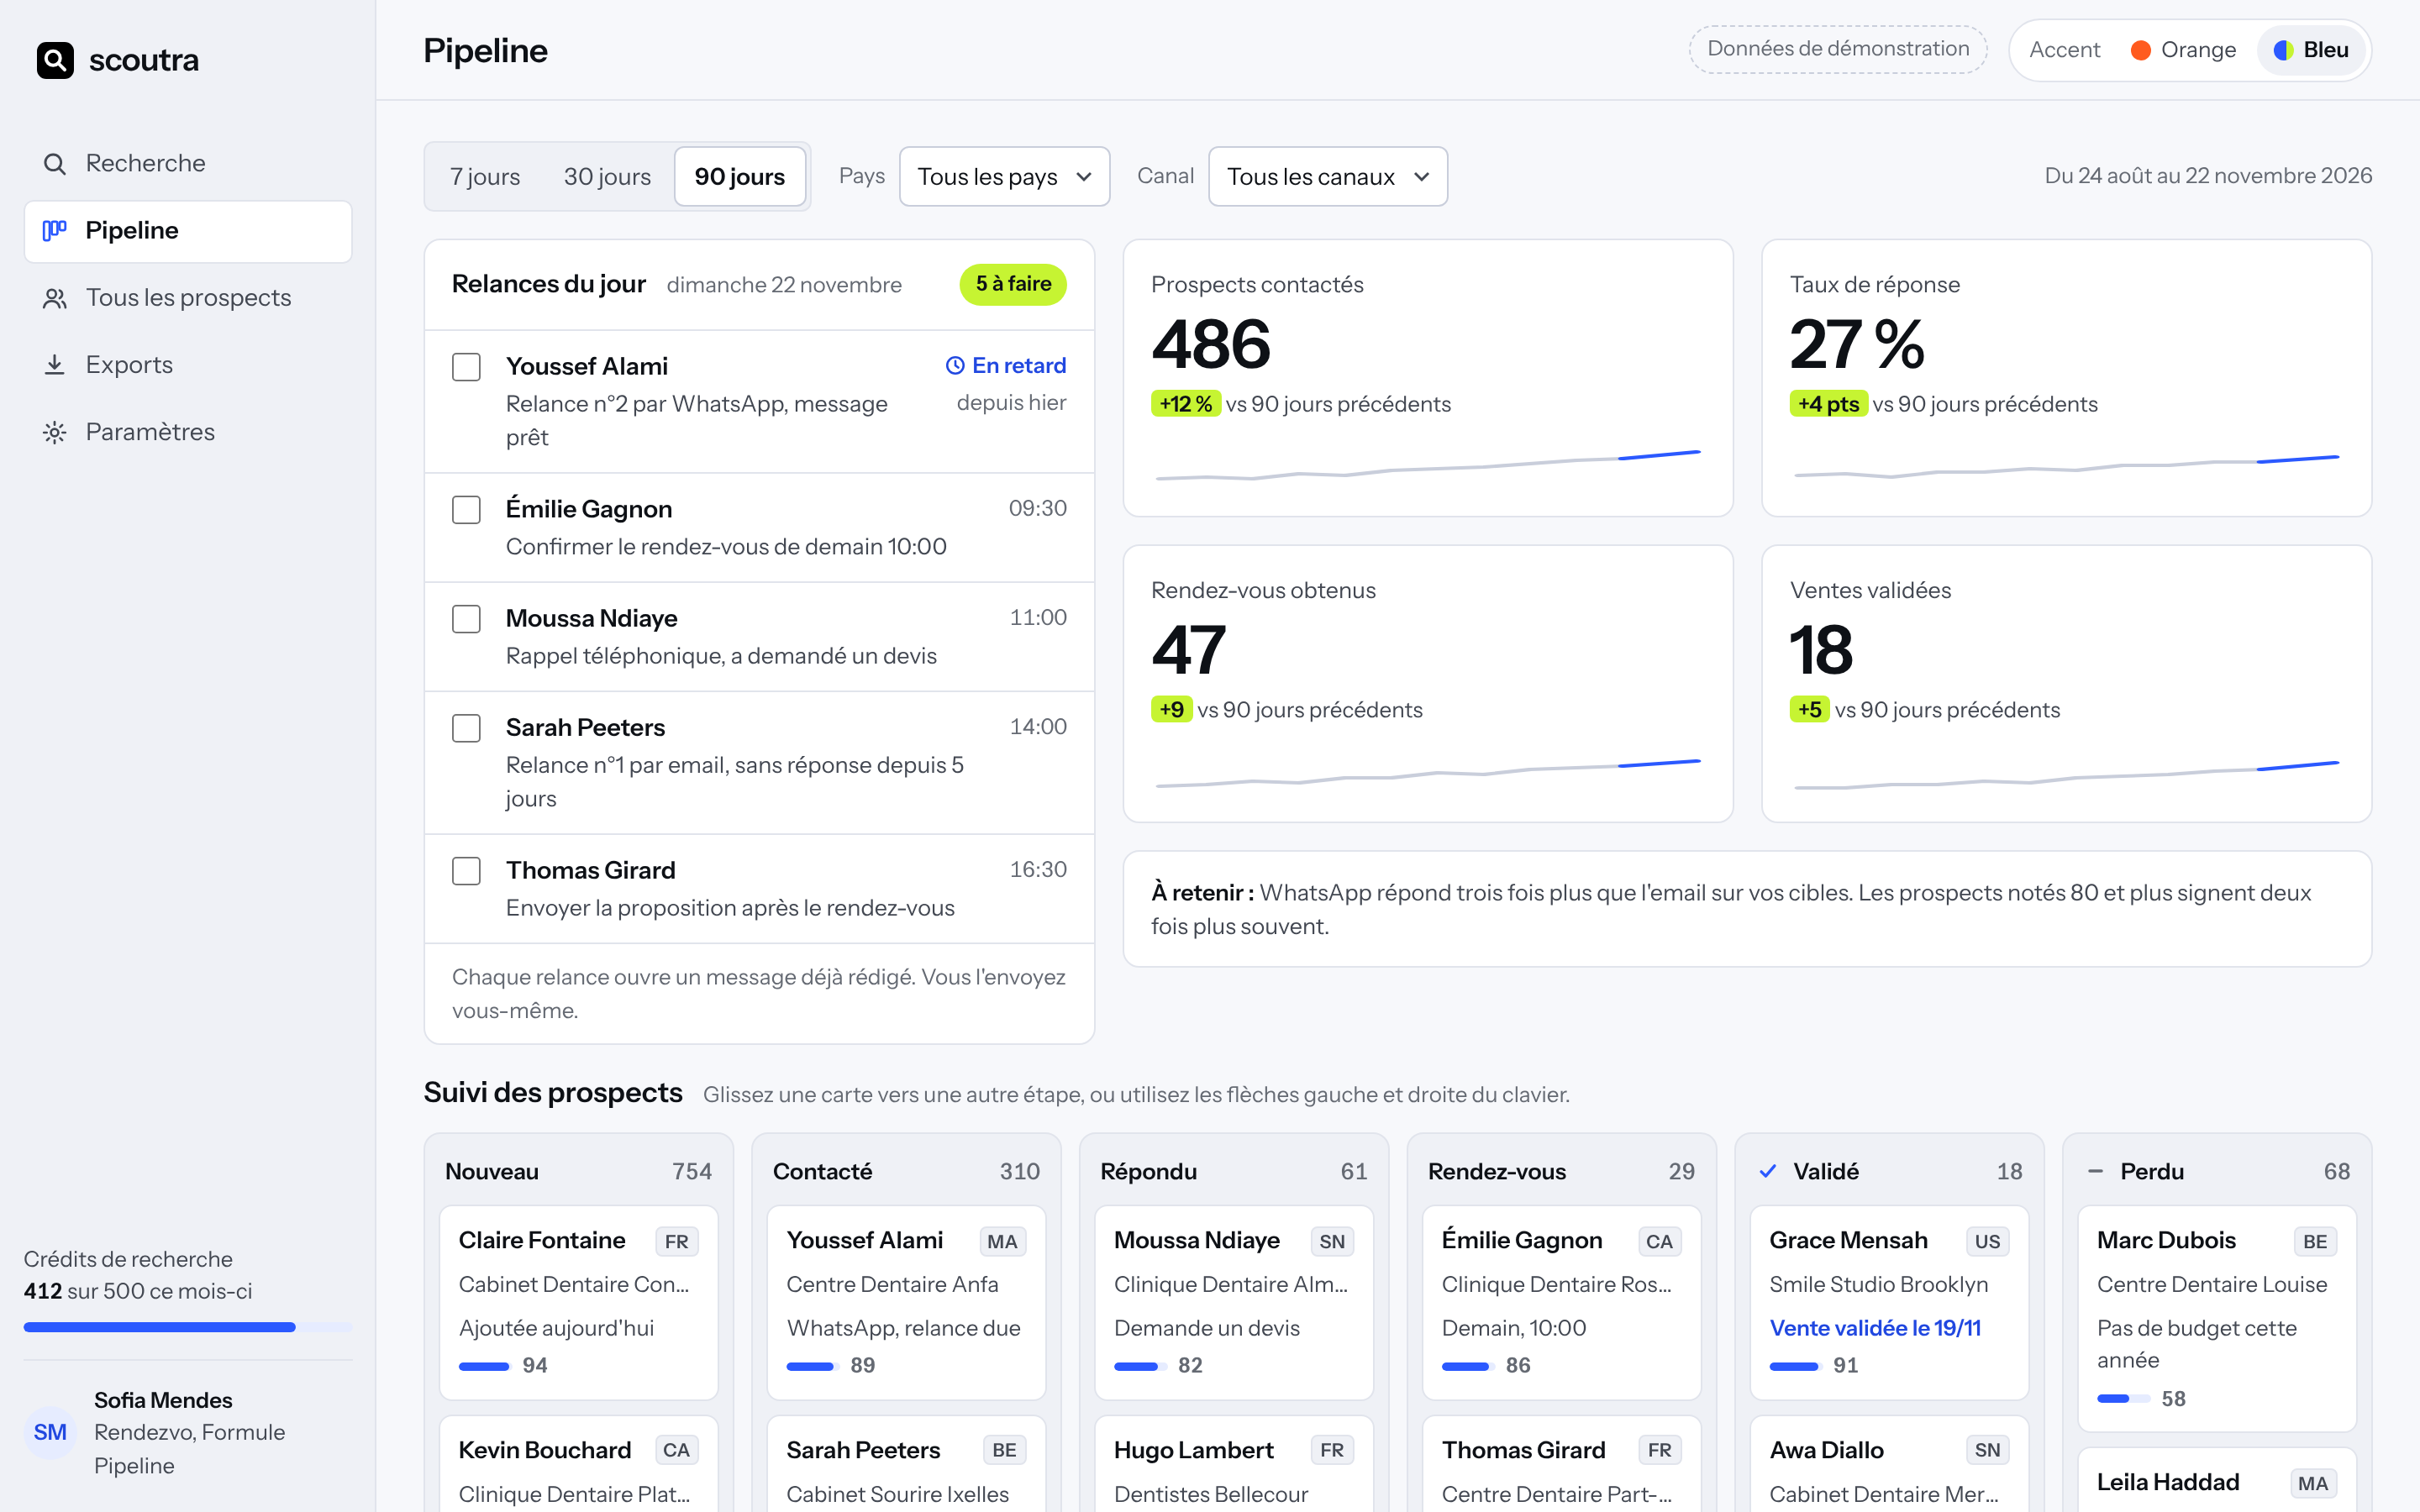 scoutra
Recherche
Pipeline
Tous les prospects
Exports
Paramètres
Crédits de recherche
412 sur 500 ce mois-ci
SM
Sofia Mendes
Rendezvo, Formule
Pipeline
Pipeline
Données de démonstration
Accent
Orange
Bleu
7 jours
30 jours
90 jours
Pays
Tous les pays
Canal
Tous les canaux
Du 24 août au 22 novembre 2026
Relances du jour
dimanche 22 novembre
5 à faire
Youssef Alami
En retard
Relance n°2 par WhatsApp, message
prêt
depuis hier
Émilie Gagnon
09:30
Confirmer le rendez-vous de demain 10:00
Moussa Ndiaye
11:00
Rappel téléphonique, a demandé un devis
Sarah Peeters
14:00
Relance n°1 par email, sans réponse depuis 5
jours
Thomas Girard
16:30
Envoyer la proposition après le rendez-vous
Chaque relance ouvre un message déjà rédigé. Vous l'envoyez
vous-même.
Prospects contactés
486
+12 % vs 90 jours précédents
Taux de réponse
27 %
+4 pts vs 90 jours précédents
Rendez-vous obtenus
47
+9 vs 90 jours précédents
Ventes validées
18
+5 vs 90 jours précédents
À retenir : WhatsApp répond trois fois plus que l'email sur vos cibles. Les prospects notés 80 et plus signent deux
fois plus souvent.
Suivi des prospects
Glissez une carte vers une autre étape, ou utilisez les flèches gauche et droite du clavier.
Nouveau
754
Claire Fontaine
FR
Cabinet Dentaire Con...
Ajoutée aujourd'hui
94
Kevin Bouchard
CA
Clinique Dentaire Plat...
Contacté
310
Youssef Alami
MA
Centre Dentaire Anfa
WhatsApp, relance due
89
Sarah Peeters
BE
Cabinet Sourire Ixelles
Répondu
61
Moussa Ndiaye
SN
Clinique Dentaire Alm...
Demande un devis
82
Hugo Lambert
FR
Dentistes Bellecour
Rendez-vous
29
Émilie Gagnon
CA
Clinique Dentaire Ros...
Demain, 10:00
86
Thomas Girard
FR
Centre Dentaire Part-...
Validé
18
Grace Mensah
US
Smile Studio Brooklyn
Vente validée le 19/11
91
Awa Diallo
SN
Cabinet Dentaire Mer...
Perdu
68
Marc Dubois
BE
Centre Dentaire Louise
Pas de budget cette
année
58
Leila Haddad
MA